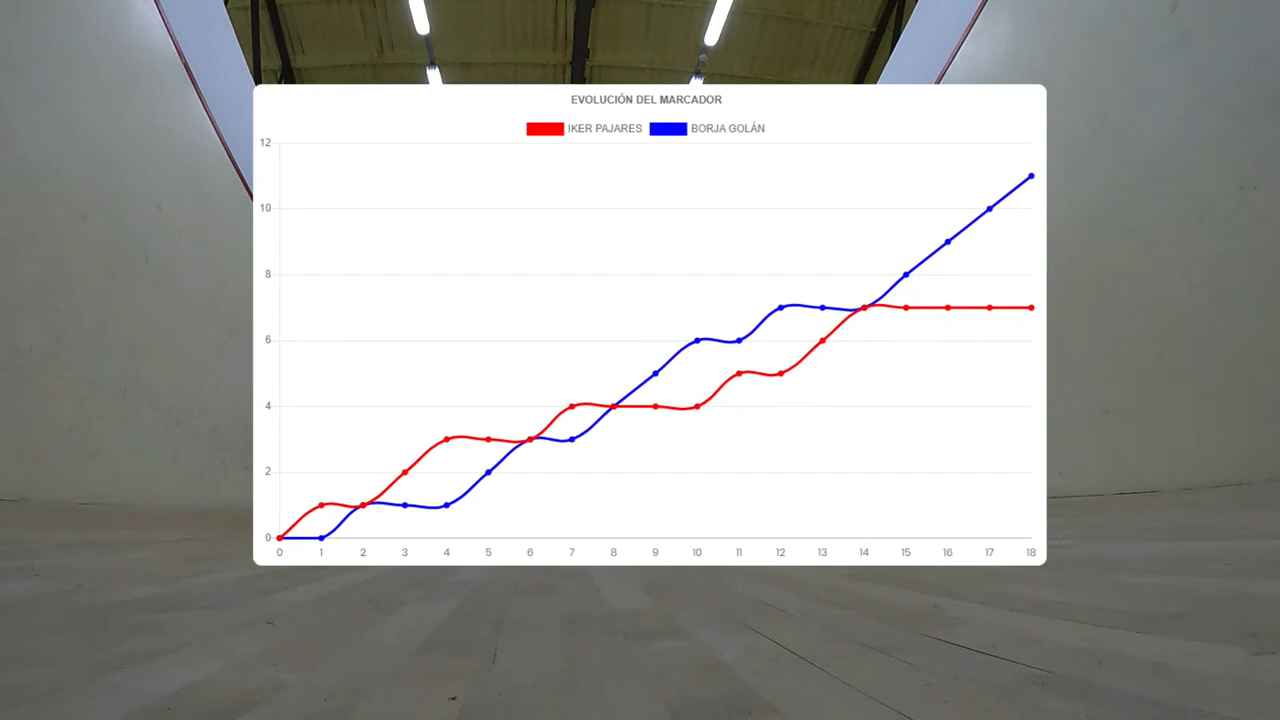 EVOLUCIÓN DEL MARCADOR
IKER PAJARES BORJA GOLÁN
12
10
8
6
4
2
0
0 1 2 3 4 5 6 7 8 9 10 11 12 13 14 15 16 17 18